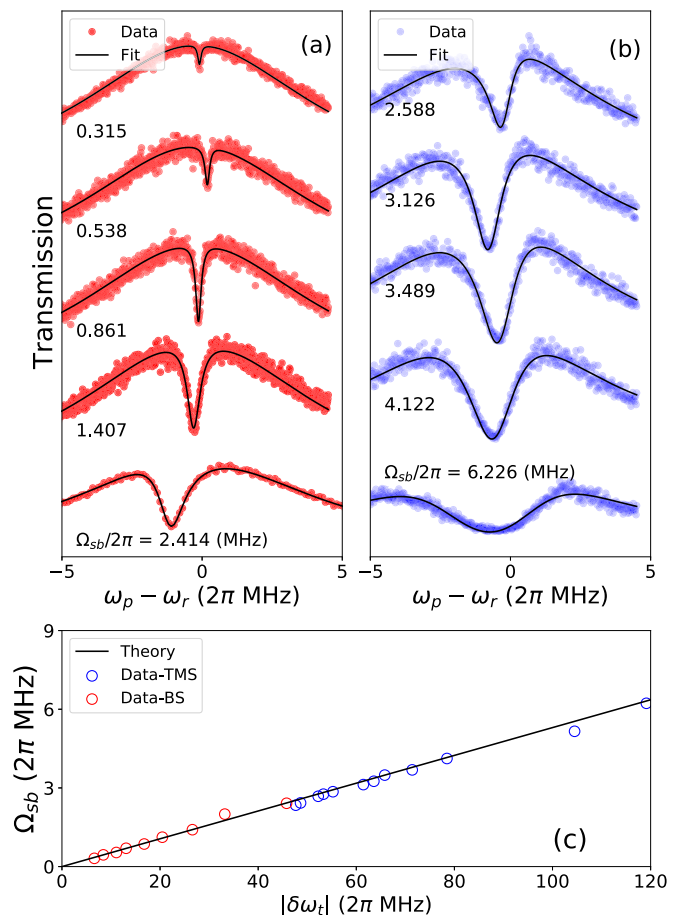 Data
Fit
(a)
0.315
0.538
0.861
1.407
Ω_sb/2π = 2.414 (MHz)
Transmission
−5
0
5
ω_p − ω_r (2π MHz)
Data
Fit
(b)
2.588
3.126
3.489
4.122
Ω_sb/2π = 6.226 (MHz)
−5
0
5
ω_p − ω_r (2π MHz)
Theory
Data-TMS
Data-BS
(c)
Ω_sb (2π MHz)
9
6
3
0
0
20
40
60
80
100
120
|δω_t| (2π MHz)